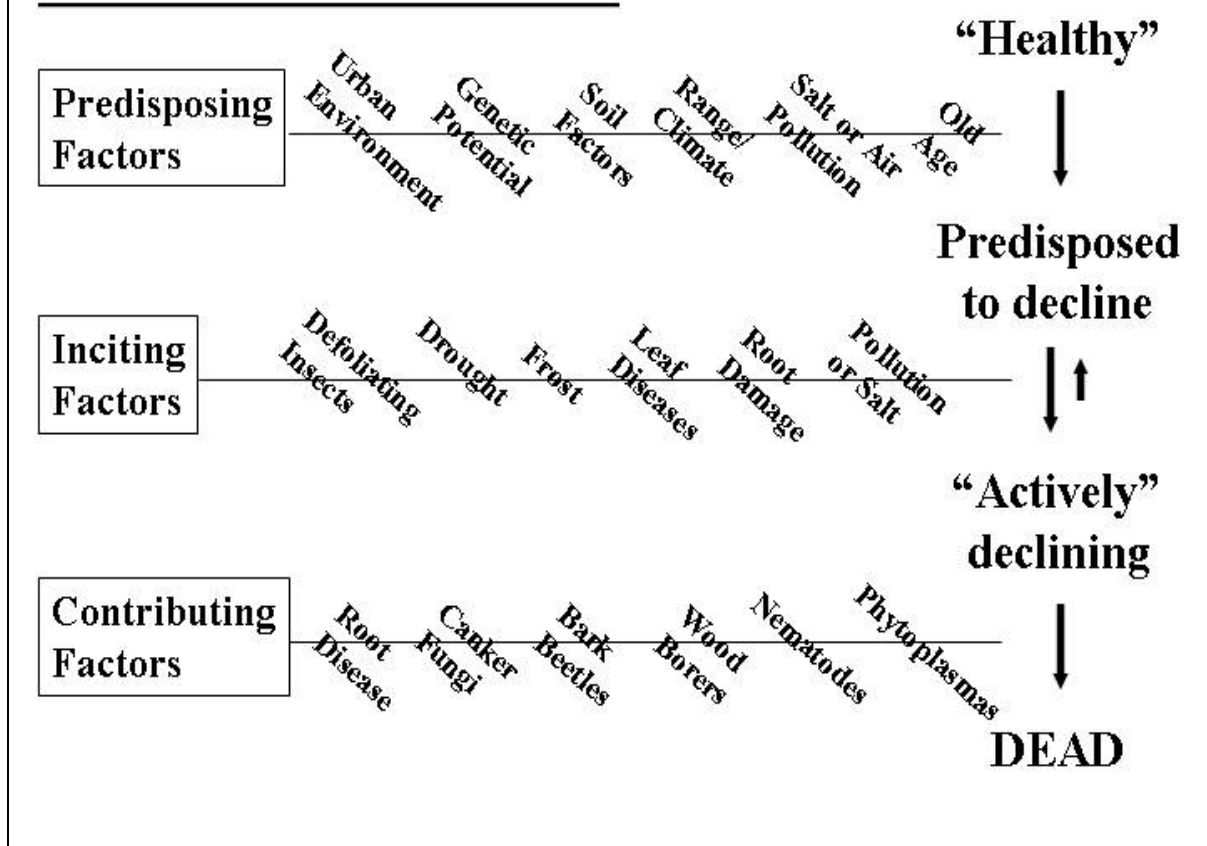 “Healthy”
Predisposing
Factors
Urban
Environment
Genetic
Potential
Soil
Factors
Range/
Climate
Salt or Air
Pollution
Old
Age
Predisposed
to decline
Inciting
Factors
Defoliating
Insects
Drought
Frost
Leaf
Diseases
Root
Damage
Pollution
or Salt
“Actively”
declining
Contributing
Factors
Root
Disease
Canker
Fungi
Bark
Beetles
Wood
Borers
Nematodes
Phytoplasmas
DEAD